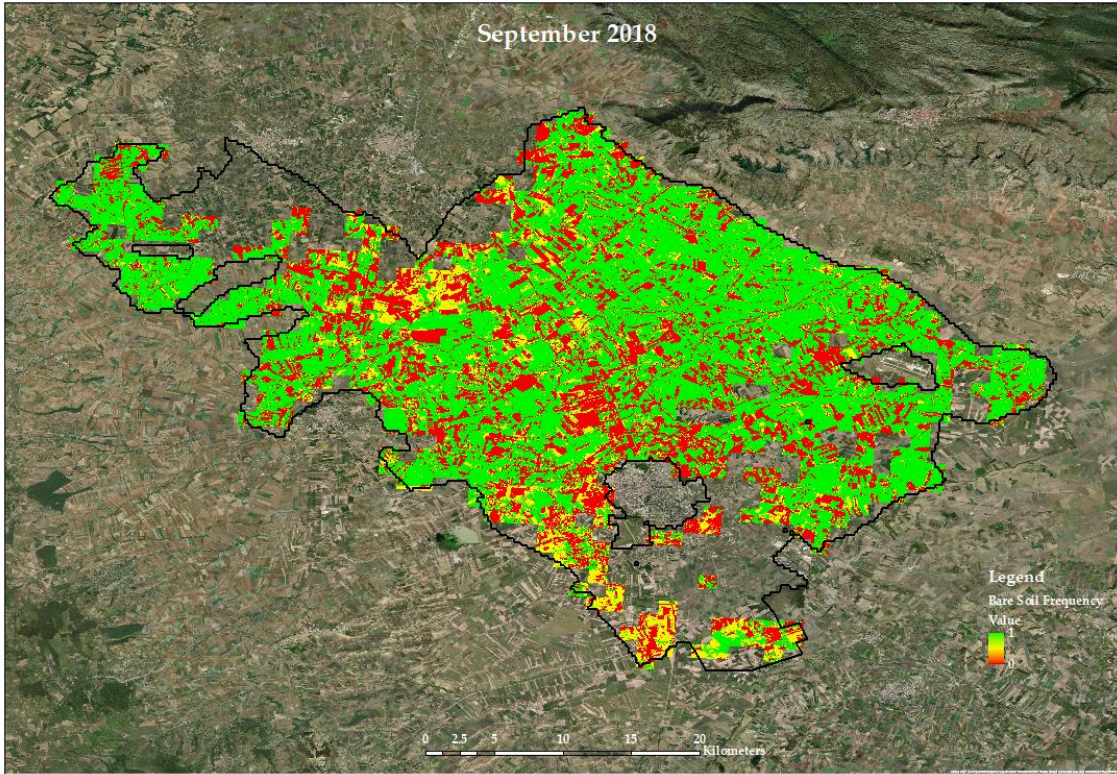 September 2018
Legend
Bare Soil Frequency
Value
1
0
0 2.5 5 10 15 20
Kilometers